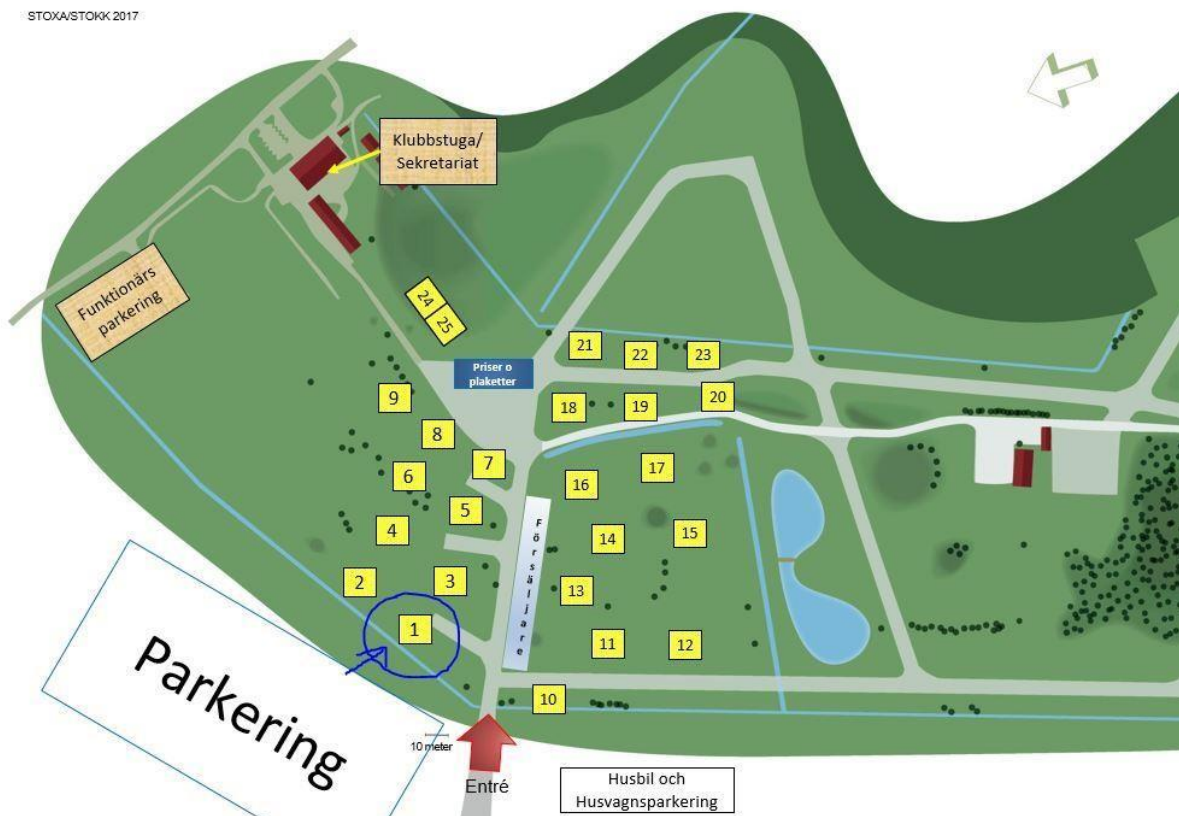 STOXA/STOKK 2017
Klubbstuga/
Sekretariat
Funktionärs
parkering
24
25
Priser o
plaketter
21
22
23
9
18
19
20
8
7
6
17
16
5
4
14
15
Försäljare
2
3
13
1
11
12
10
Parkering
10 meter
Entré
Husbil och
Husvagnsparkering